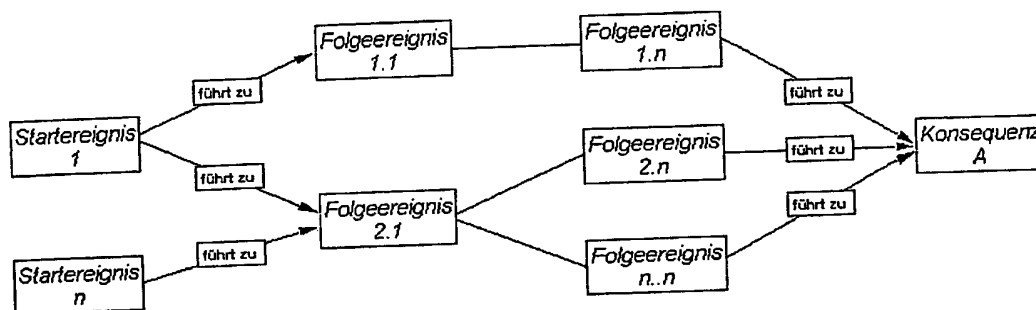 Folgeereignis
1.1
Folgeereignis
1.n
führt zu
führt zu
Startereignis
1
Folgeereignis
2.n
führt zu
Konsequenz
A
führt zu
Folgeereignis
2.1
führt zu
führt zu
Startereignis
n
Folgeereignis
n..n